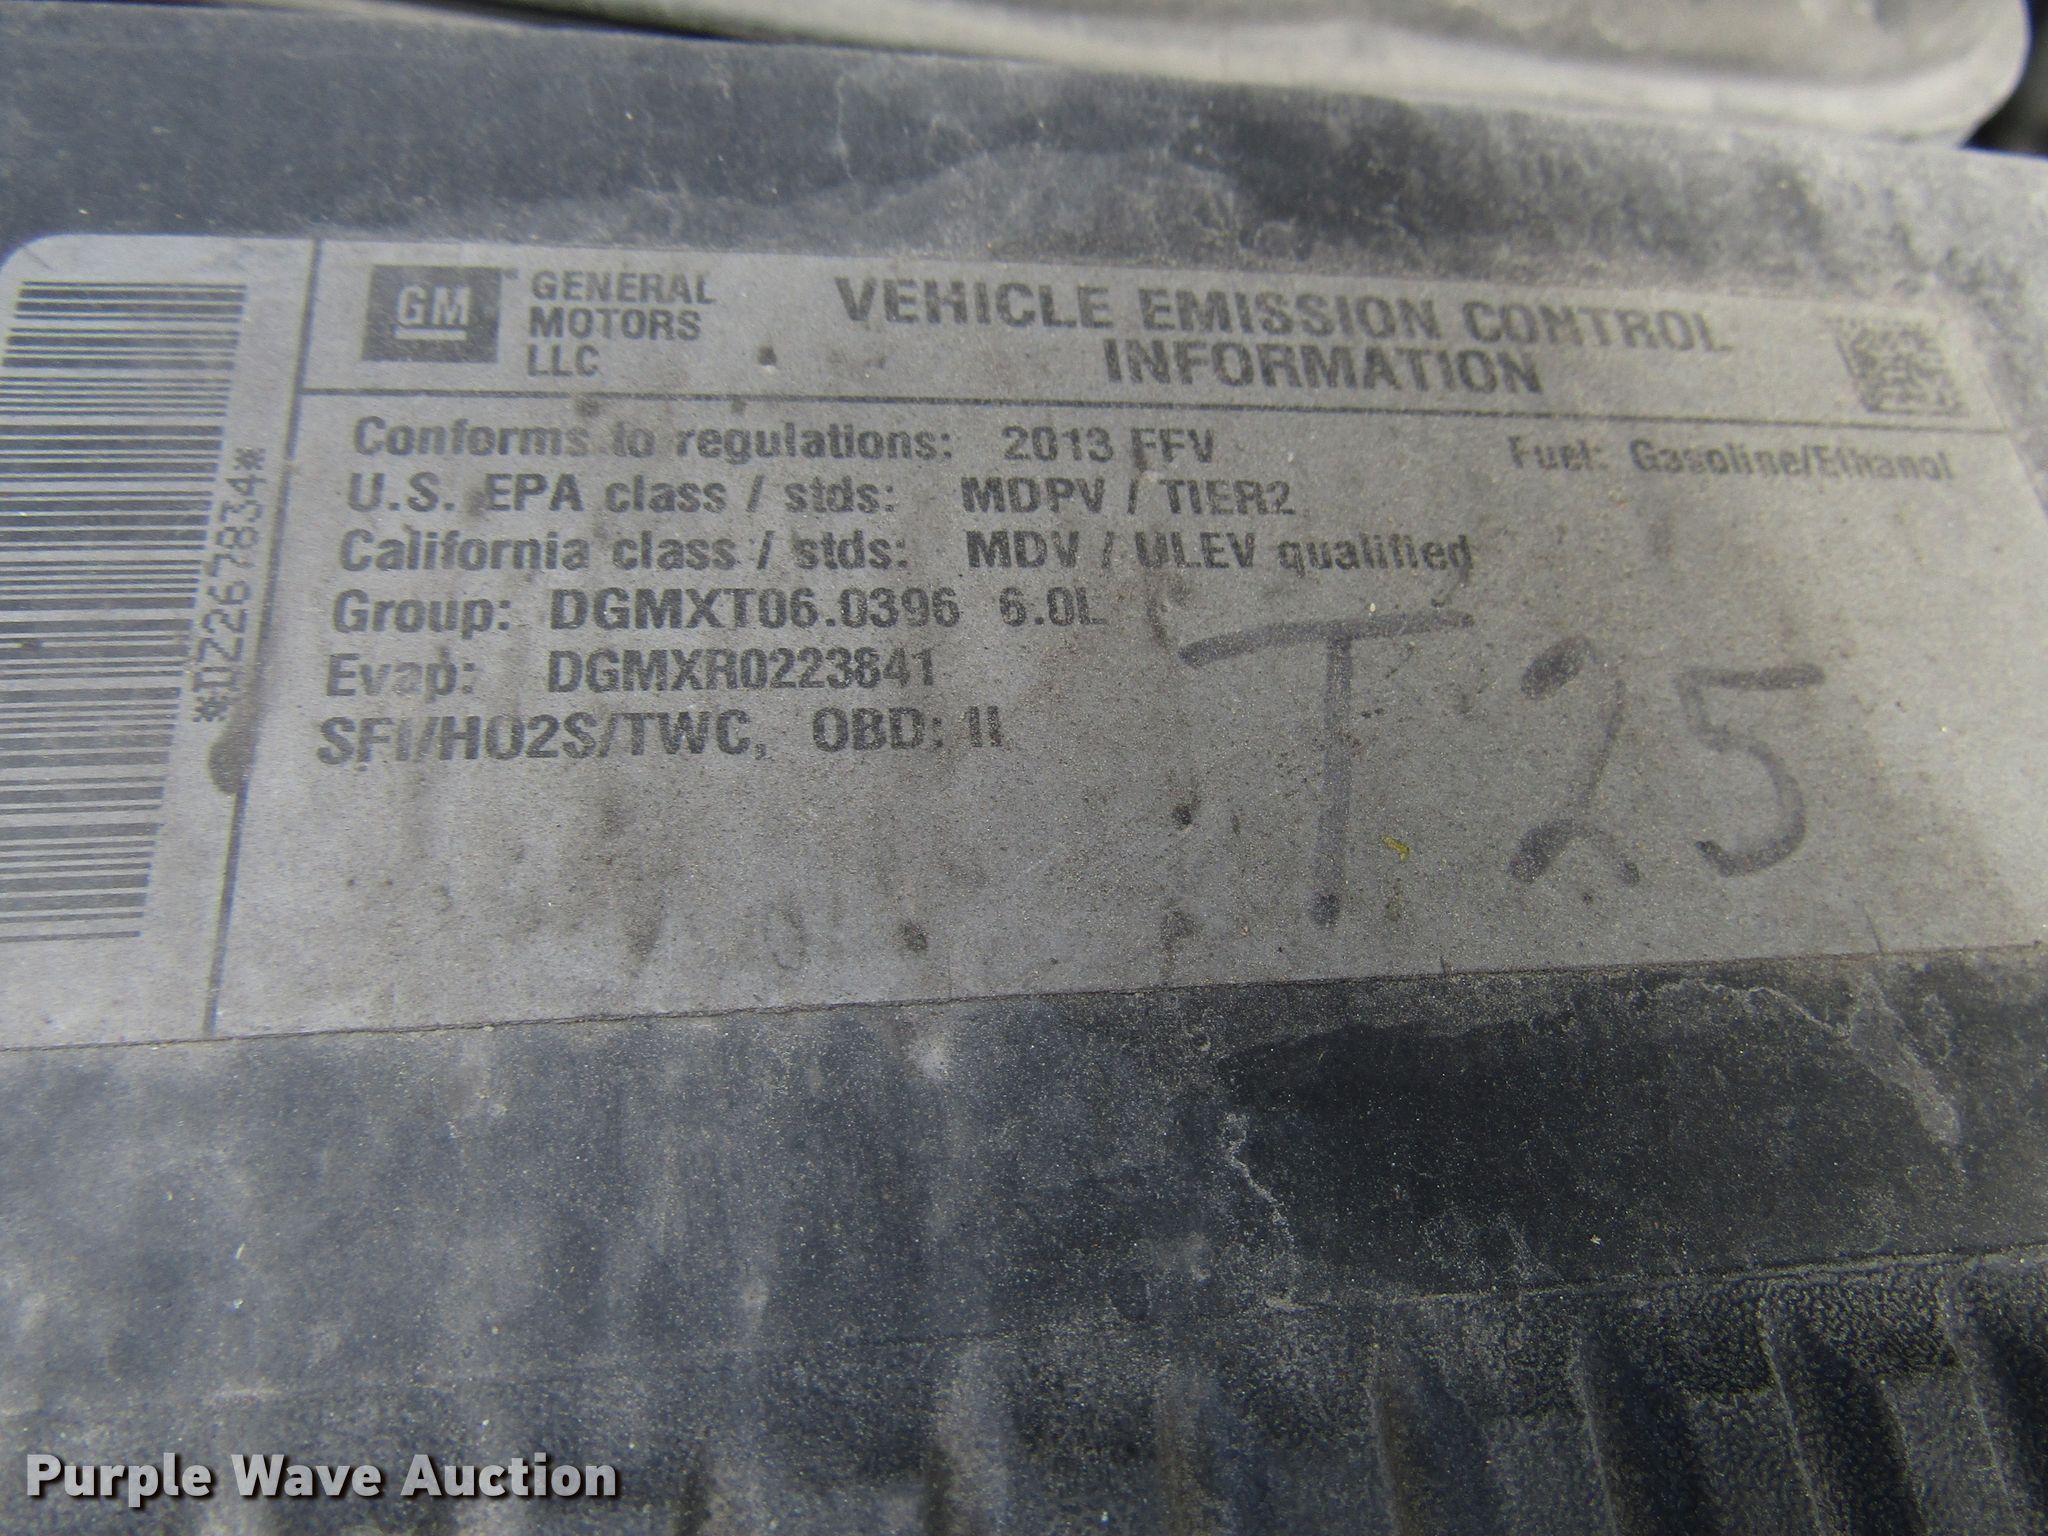 *DZ267834*
GM
GENERAL
MOTORS
LLC
VEHICLE EMISSION CONTROL
INFORMATION
Conforms to regulations: 2013 FFV
Fuel: Gasoline/Ethanol
U.S. EPA class / stds: MDPV / TIER2
California class / stds: MDV / ULEV qualified
Group: DGMXT06.0396 6.0L
Evap: DGMXR0223841
SFI/HO2S/TWC, OBD: II
T25
Purple Wave Auction